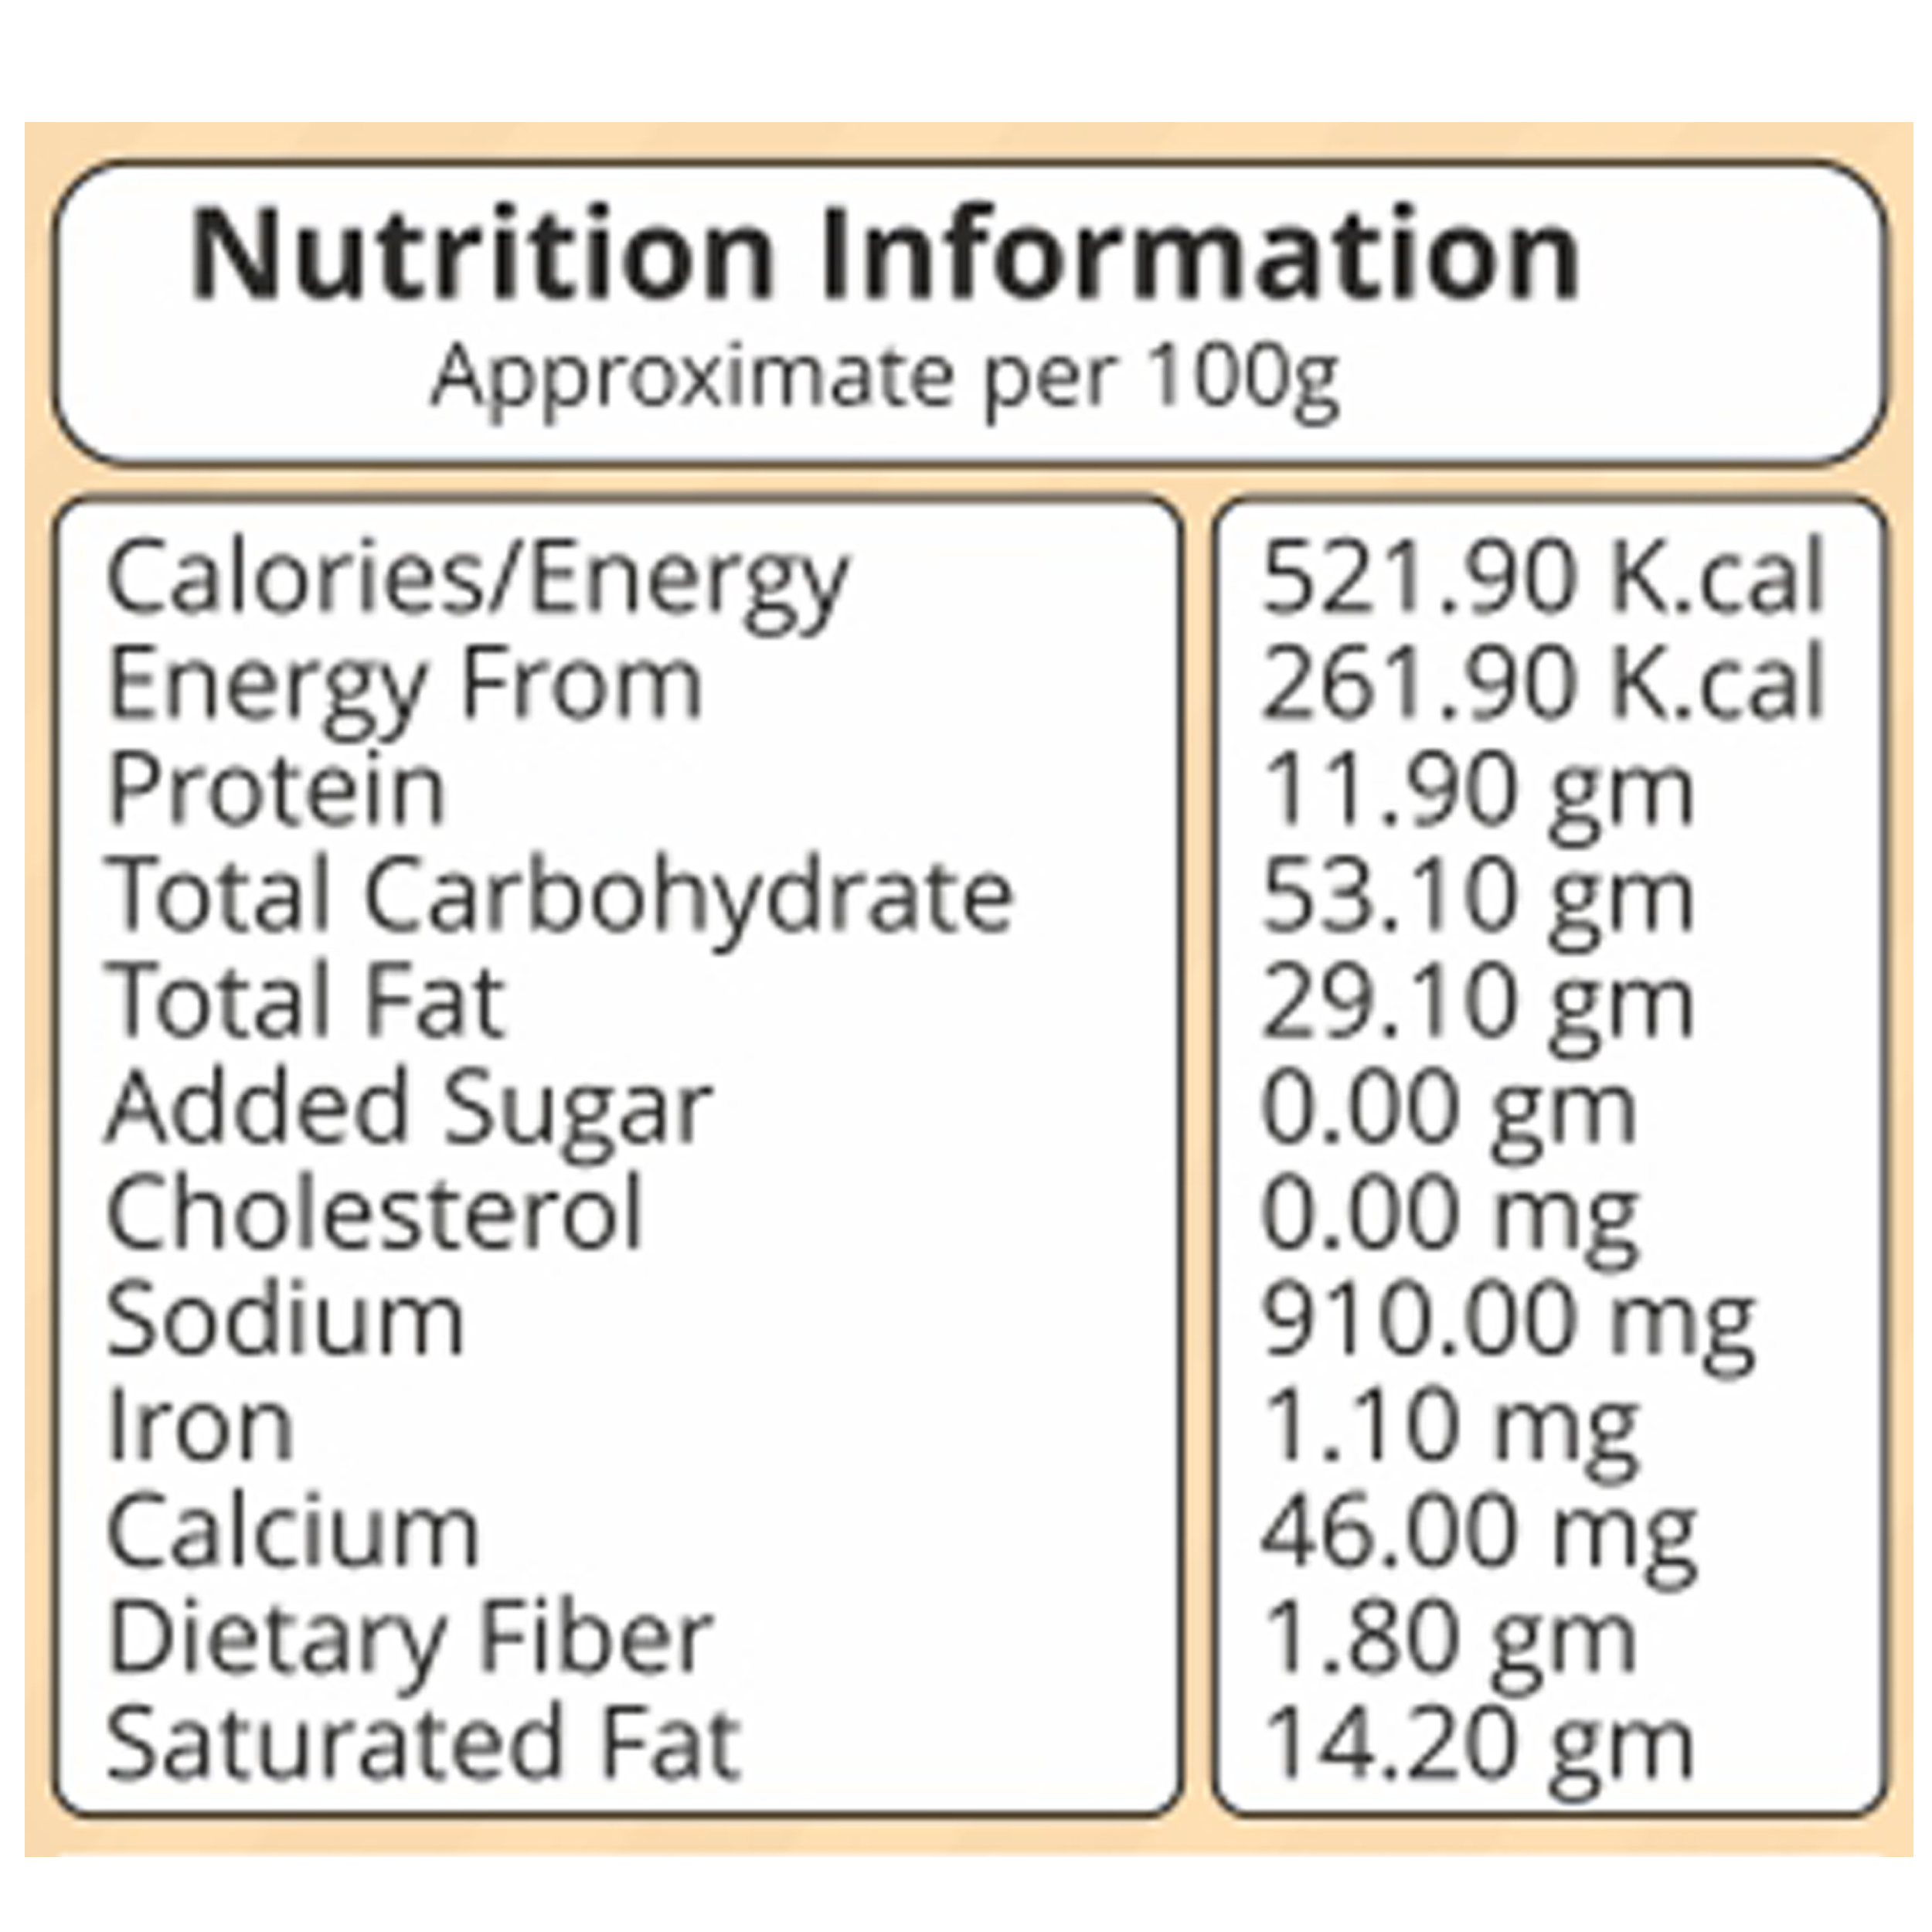 Nutrition Information
Approximate per 100g
Calories/Energy 521.90 K.cal
Energy From 261.90 K.cal
Protein 11.90 gm
Total Carbohydrate 53.10 gm
Total Fat 29.10 gm
Added Sugar 0.00 gm
Cholesterol 0.00 mg
Sodium 910.00 mg
Iron 1.10 mg
Calcium 46.00 mg
Dietary Fiber 1.80 gm
Saturated Fat 14.20 gm